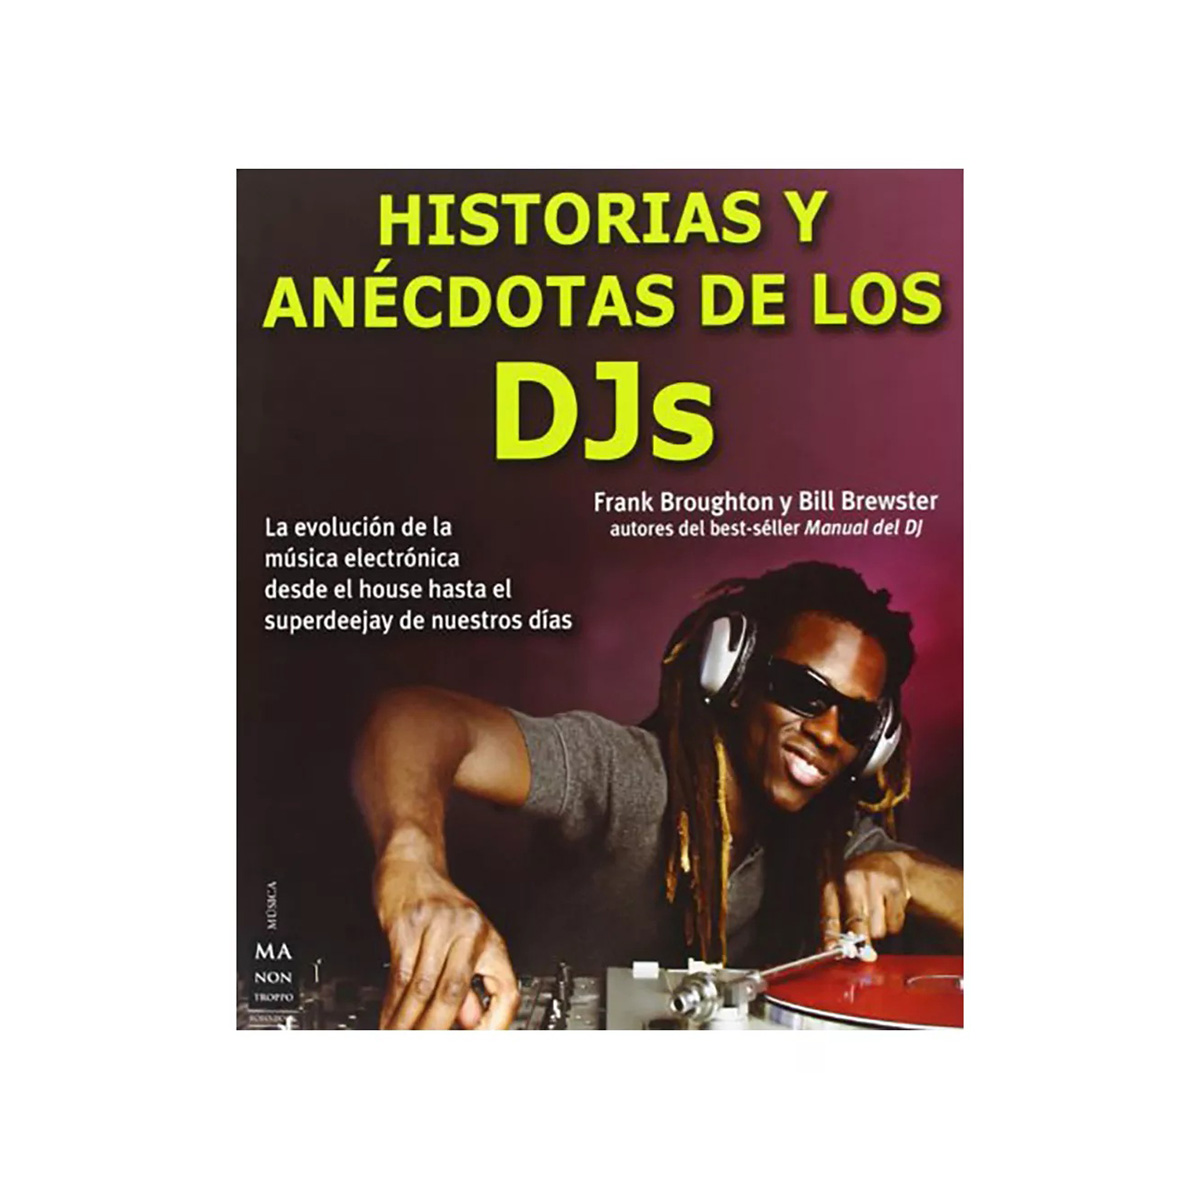 HISTORIAS Y
ANÉCDOTAS DE LOS
DJs
Frank Broughton y Bill Brewster
autores del best-séller Manual del DJ
La evolución de la
música electrónica
desde el house hasta el
superdeejay de nuestros días
MÚSICA
MA
NON
TROPPO